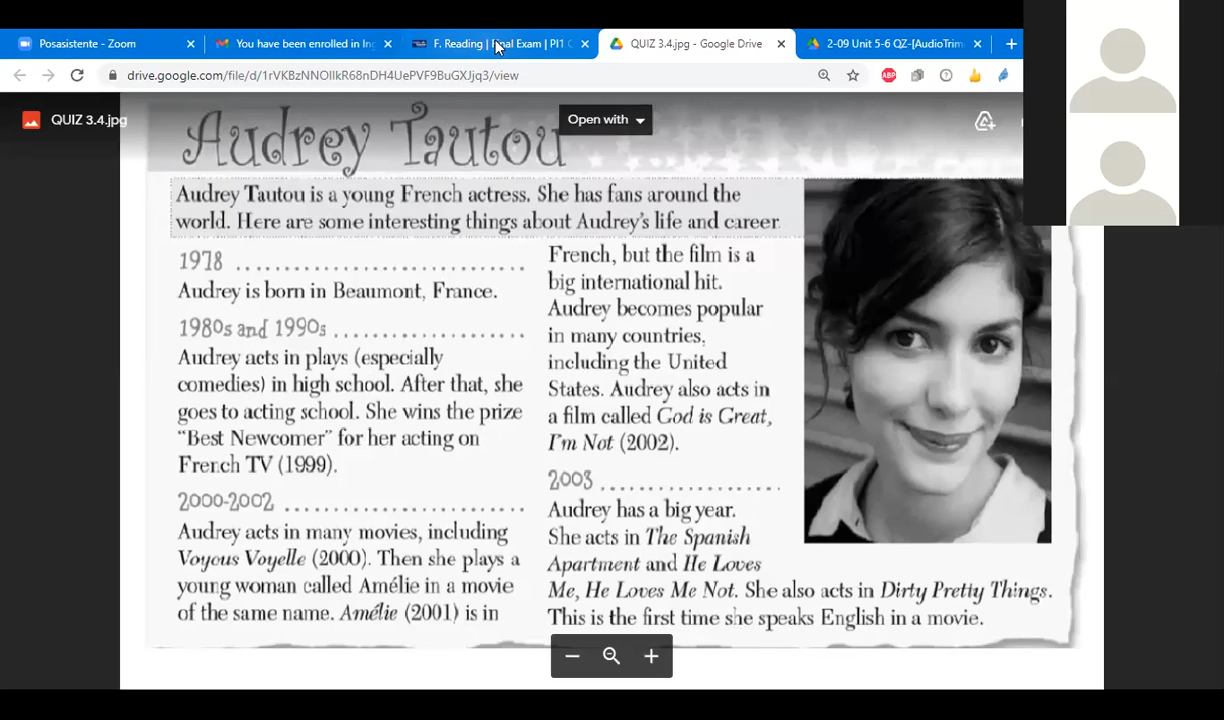 Posasistente - Zoom
You have been enrolled in In
F. Reading | Final Exam | PI1
QUIZ 3.4.jpg - Google Drive
2-09 Unit 5-6 QZ-[AudioTrim
drive.google.com/file/d/1rVKBzNNOIlkR68nDH4UePVF9BuGXJjq3/view
ABP
QUIZ 3.4.jpg
Open with
Audrey Tautou
Audrey Tautou is a young French actress. She has fans around the
world. Here are some interesting things about Audrey's life and career
1978
Audrey is born in Beaumont, France.
1980s and 1990s
Audrey acts in plays (especially
comedies) in high school. After that, she
goes to acting school. She wins the prize
“Best Newcomer” for her acting on
French TV (1999).
2000-2002
Audrey acts in many movies, including
Voyous Voyelle (2000). Then she plays a
young woman called Amélie in a movie
of the same name. Amélie (2001) is in
French, but the film is a
big international hit.
Audrey becomes popular
in many countries,
including the United
States. Audrey also acts in
a film called God is Great,
I'm Not (2002).
2003
Audrey has a big year.
She acts in The Spanish
Apartment and He Loves
Me, He Loves Me Not. She also acts in Dirty Pretty Things.
This is the first time she speaks English in a movie.